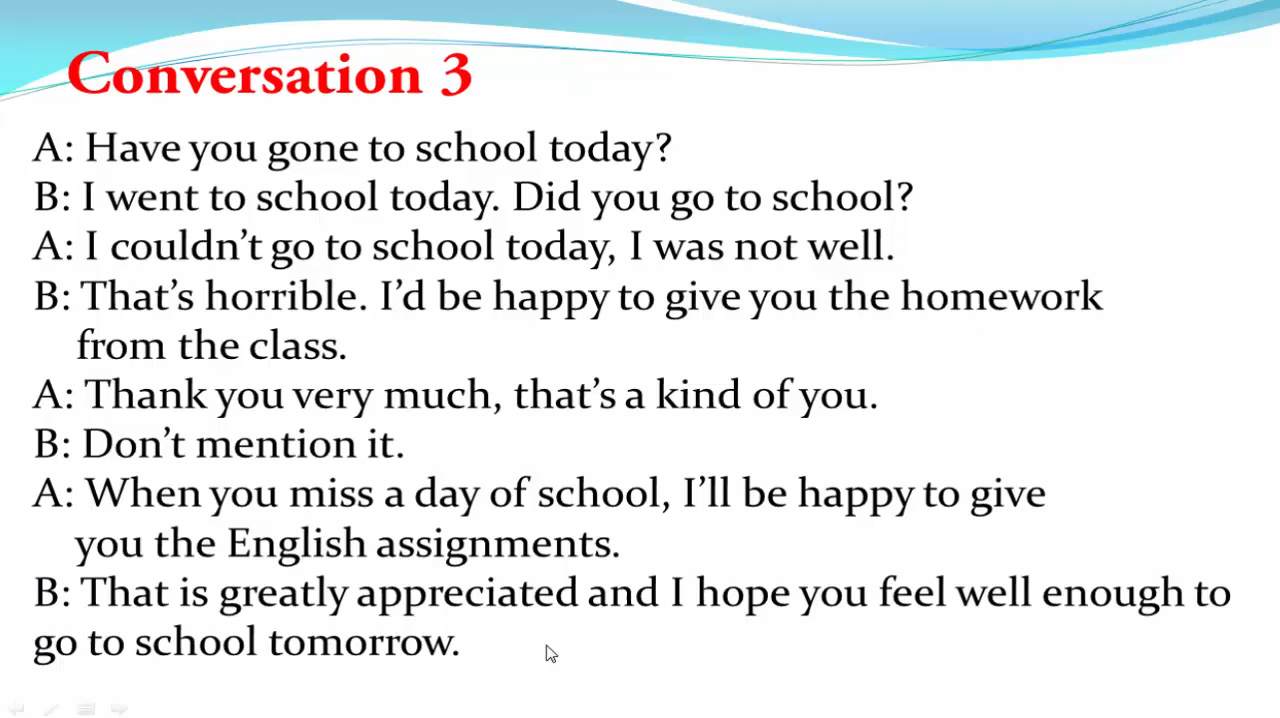 Conversation 3
A: Have you gone to school today?
B: I went to school today. Did you go to school?
A: I couldn’t go to school today, I was not well.
B: That’s horrible. I’d be happy to give you the homework
from the class.
A: Thank you very much, that’s a kind of you.
B: Don’t mention it.
A: When you miss a day of school, I’ll be happy to give
you the English assignments.
B: That is greatly appreciated and I hope you feel well enough to
go to school tomorrow.